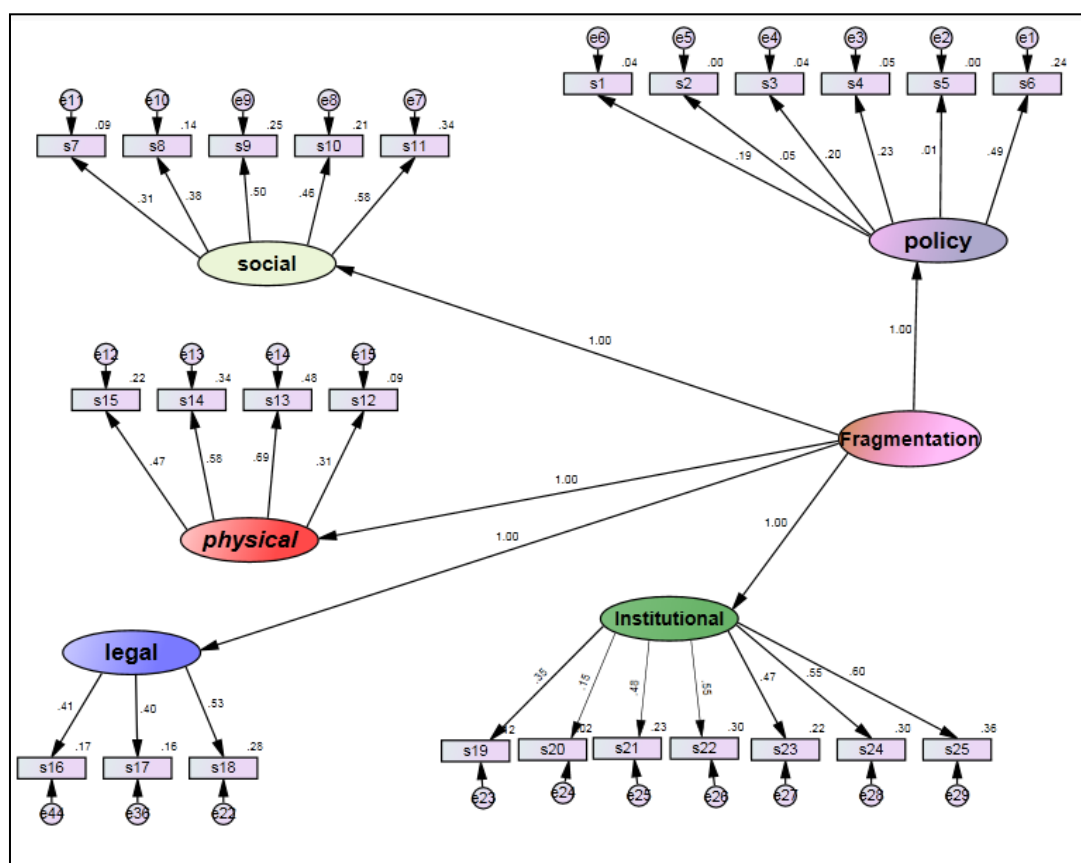 e6 e5 e4 e3 e2 e1
.04 .00 .04 .05 .00 .24
s1 s2 s3 s4 s5 s6
.19 .05 .20 .23 .01 .49
policy
e11 e10 e9 e8 e7
.09 .14 .25 .21 .34
s7 s8 s9 s10 s11
.31 .38 .50 .46 .58
social
1.00
1.00
e12 e13 e14 e15
.22 .34 .48 .09
s15 s14 s13 s12
.47 .58 .69 .31
physical
Fragmentation
1.00
1.00
1.00
legal
.41 .40 .53
.17 .16 .28
s16 s17 s18
e44 e36 e22
Institutional
.35 .15 .48 .55 .47 .55 .60
.12 .02 .23 .30 .22 .30 .36
s19 s20 s21 s22 s23 s24 s25
e23 e24 e25 e26 e27 e28 e29